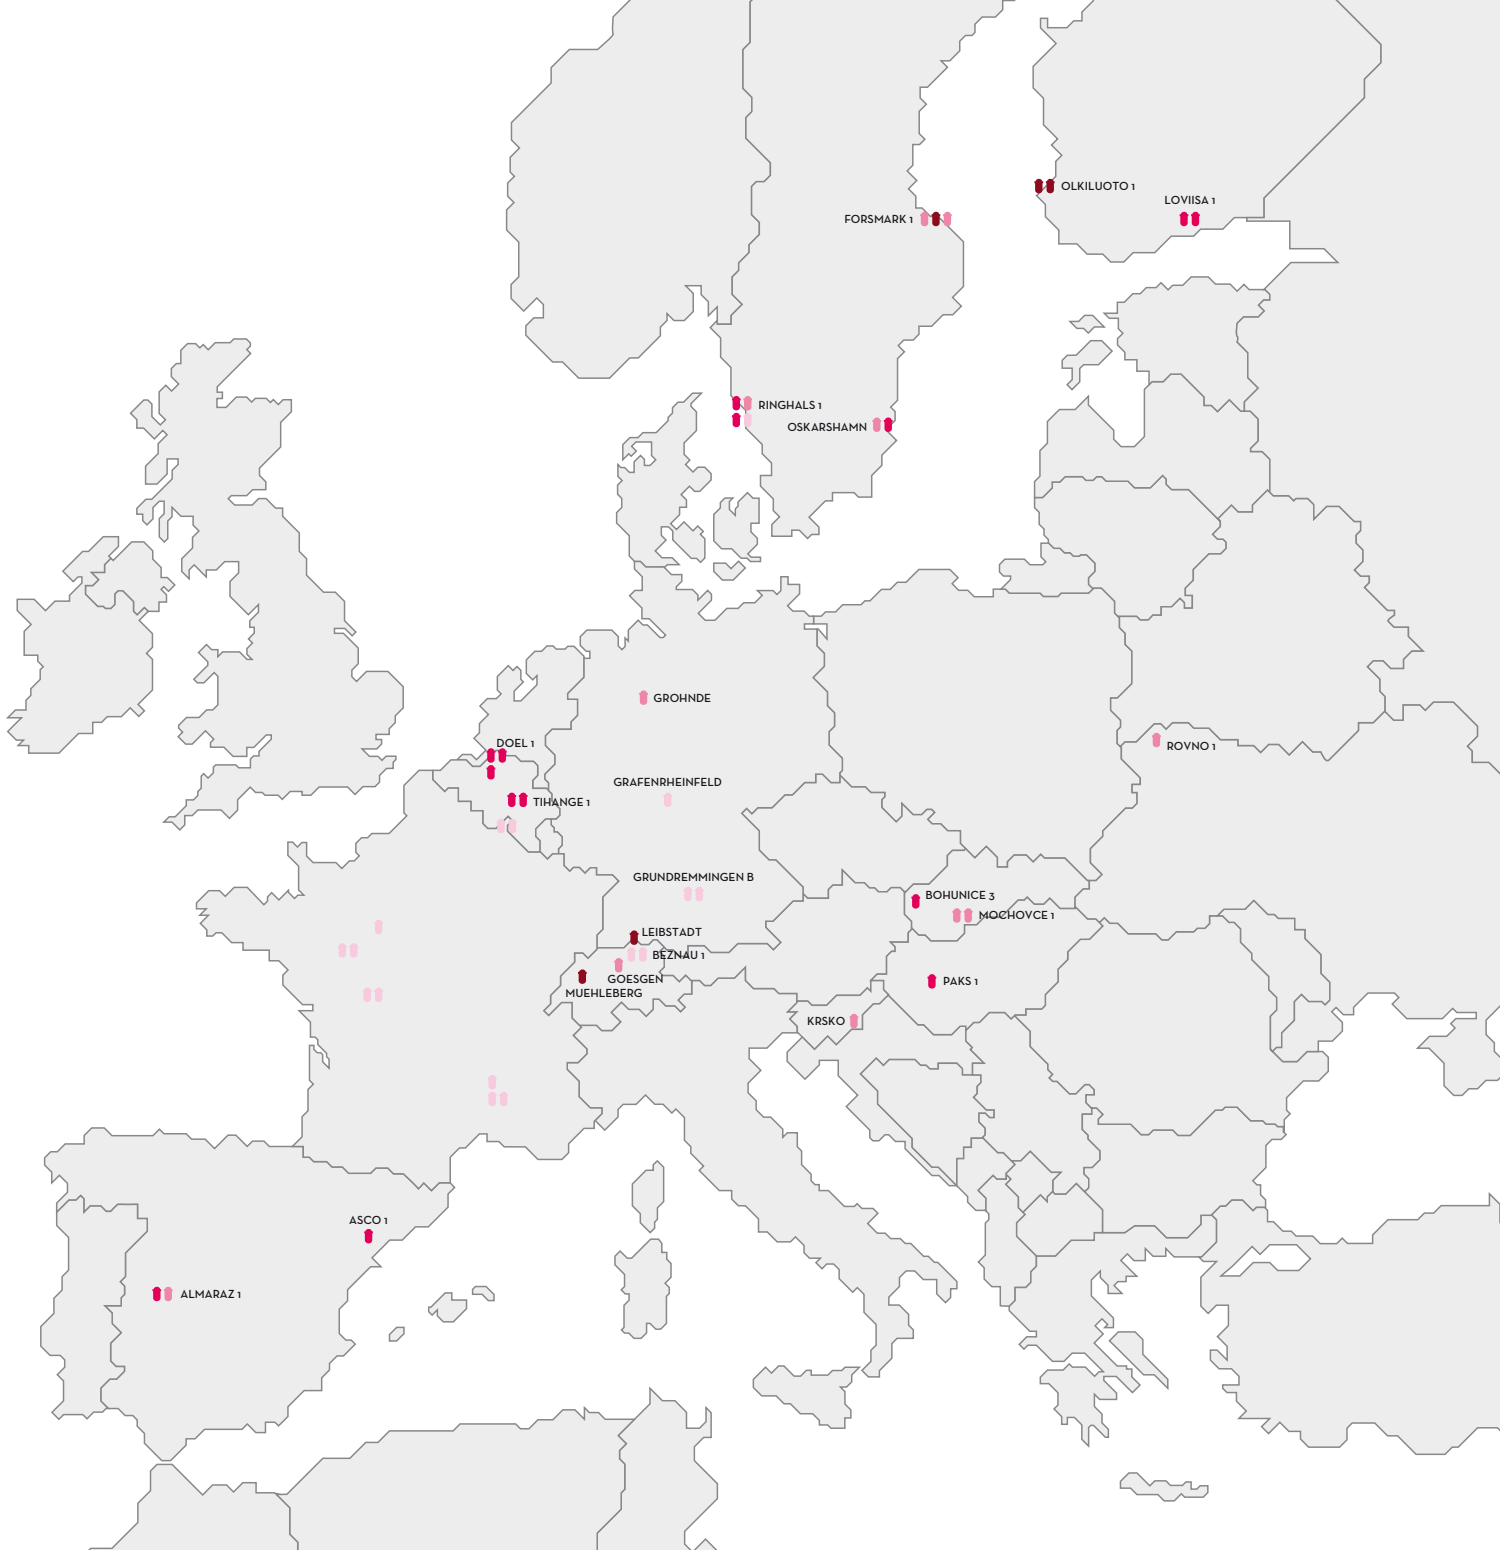 OLKILUOTO 1
LOVIISA 1
FORSMARK 1
RINGHALS 1
OSKARSHAMN
GROHNDE
DOEL 1
ROVNO 1
GRAFENRHEINFELD
TIHANGE 1
GRUNDREMMINGEN B
BOHUNICE 3
MOCHOVCE 1
LEIBSTADT
BEZNAU 1
GOESGEN
PAKS 1
MUEHLEBERG
KRSKO
ASCO 1
ALMARAZ 1